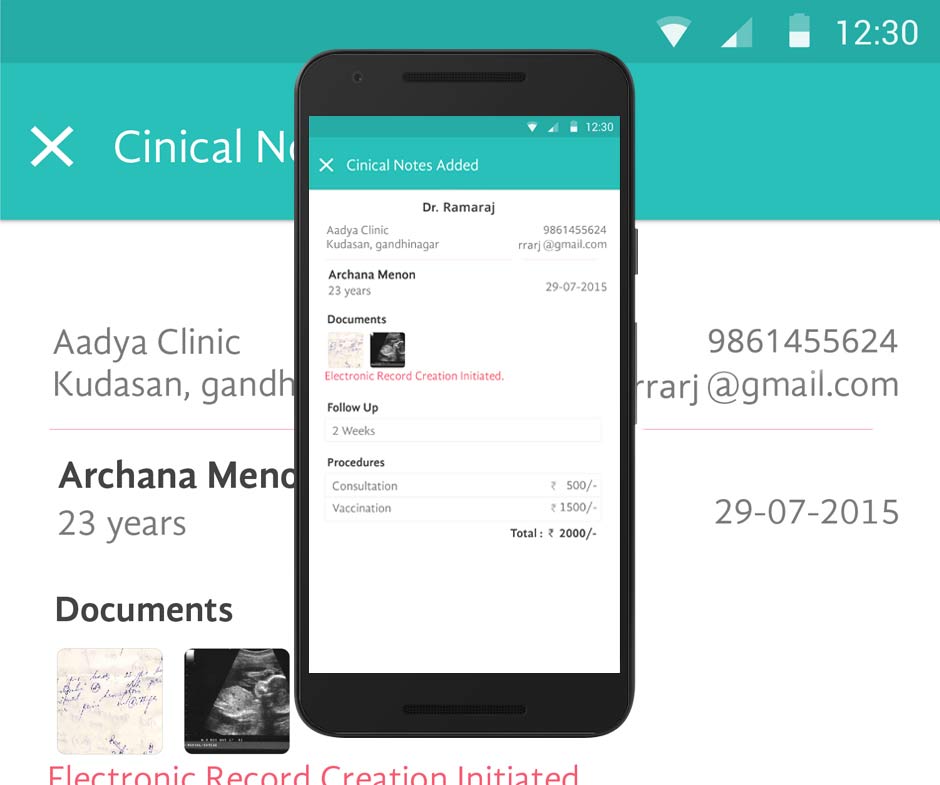 12:30
Cinical N
Aadya Clinic 9861455624
Kudasan, gandh rrarj @gmail.com
Archana Meno
23 years 29-07-2015
Documents
Electronic Record Creation Initiated.
12:30
Cinical Notes Added
Dr. Ramaraj
Aadya Clinic 9861455624
Kudasan, gandhinagar rrarj @gmail.com
Archana Menon
23 years 29-07-2015
Documents
Electronic Record Creation Initiated.
Follow Up
2 Weeks
Procedures
Consultation ₹ 500/-
Vaccination ₹ 1500/-
Total : ₹ 2000/-